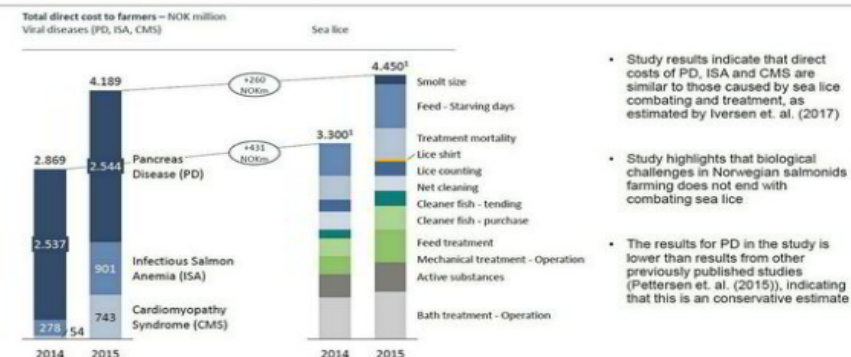 Total direct cost to farmers – NOK million
Viral diseases (PD, ISA, CMS)
Sea lice
4.450¹
4.189
+260
NOKm
Smolt size
Feed - Starving days
3.300¹
Treatment mortality
+431
NOKm
Lice shirt
2.869
2.544
Pancreas
Disease (PD)
Lice counting
Net cleaning
Cleaner fish - tending
Cleaner fish - purchase
2.537
Feed treatment
901
Infectious Salmon
Anemia (ISA)
Mechanical treatment - Operation
Active substances
743
Cardiomyopathy
Syndrome (CMS)
Bath treatment - Operation
278
54
2014
2015
2014
2015
• Study results indicate that direct
costs of PD, ISA and CMS are
similar to those caused by sea lice
combating and treatment, as
estimated by Iversen et. al. (2017)
• Study highlights that biological
challenges in Norwegian salmonids
farming does not end with
combating sea lice
• The results for PD in the study is
lower than results from other
previously published studies
(Pettersen et. al. (2015)), indicating
that this is an conservative estimate